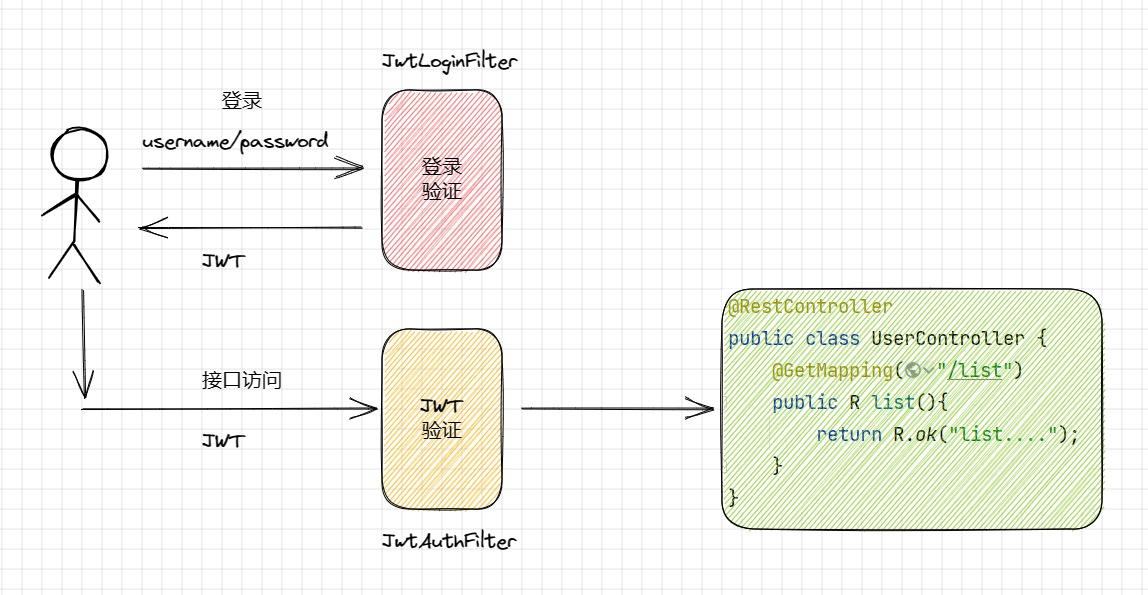 JwtLoginFilter
登录
username/password
登录
验证
JWT
@RestController
public class UserController {
@GetMapping("/list")
public R list(){
return R.ok("list....");
}
}
接口访问
JWT
JWT
验证
JwtAuthFilter